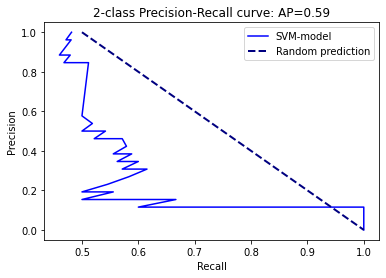 2-class Precision-Recall curve: AP=0.59
SVM-model
Random prediction
Precision
1.0
0.8
0.6
0.4
0.2
0.0
0.5 0.6 0.7 0.8 0.9 1.0
Recall